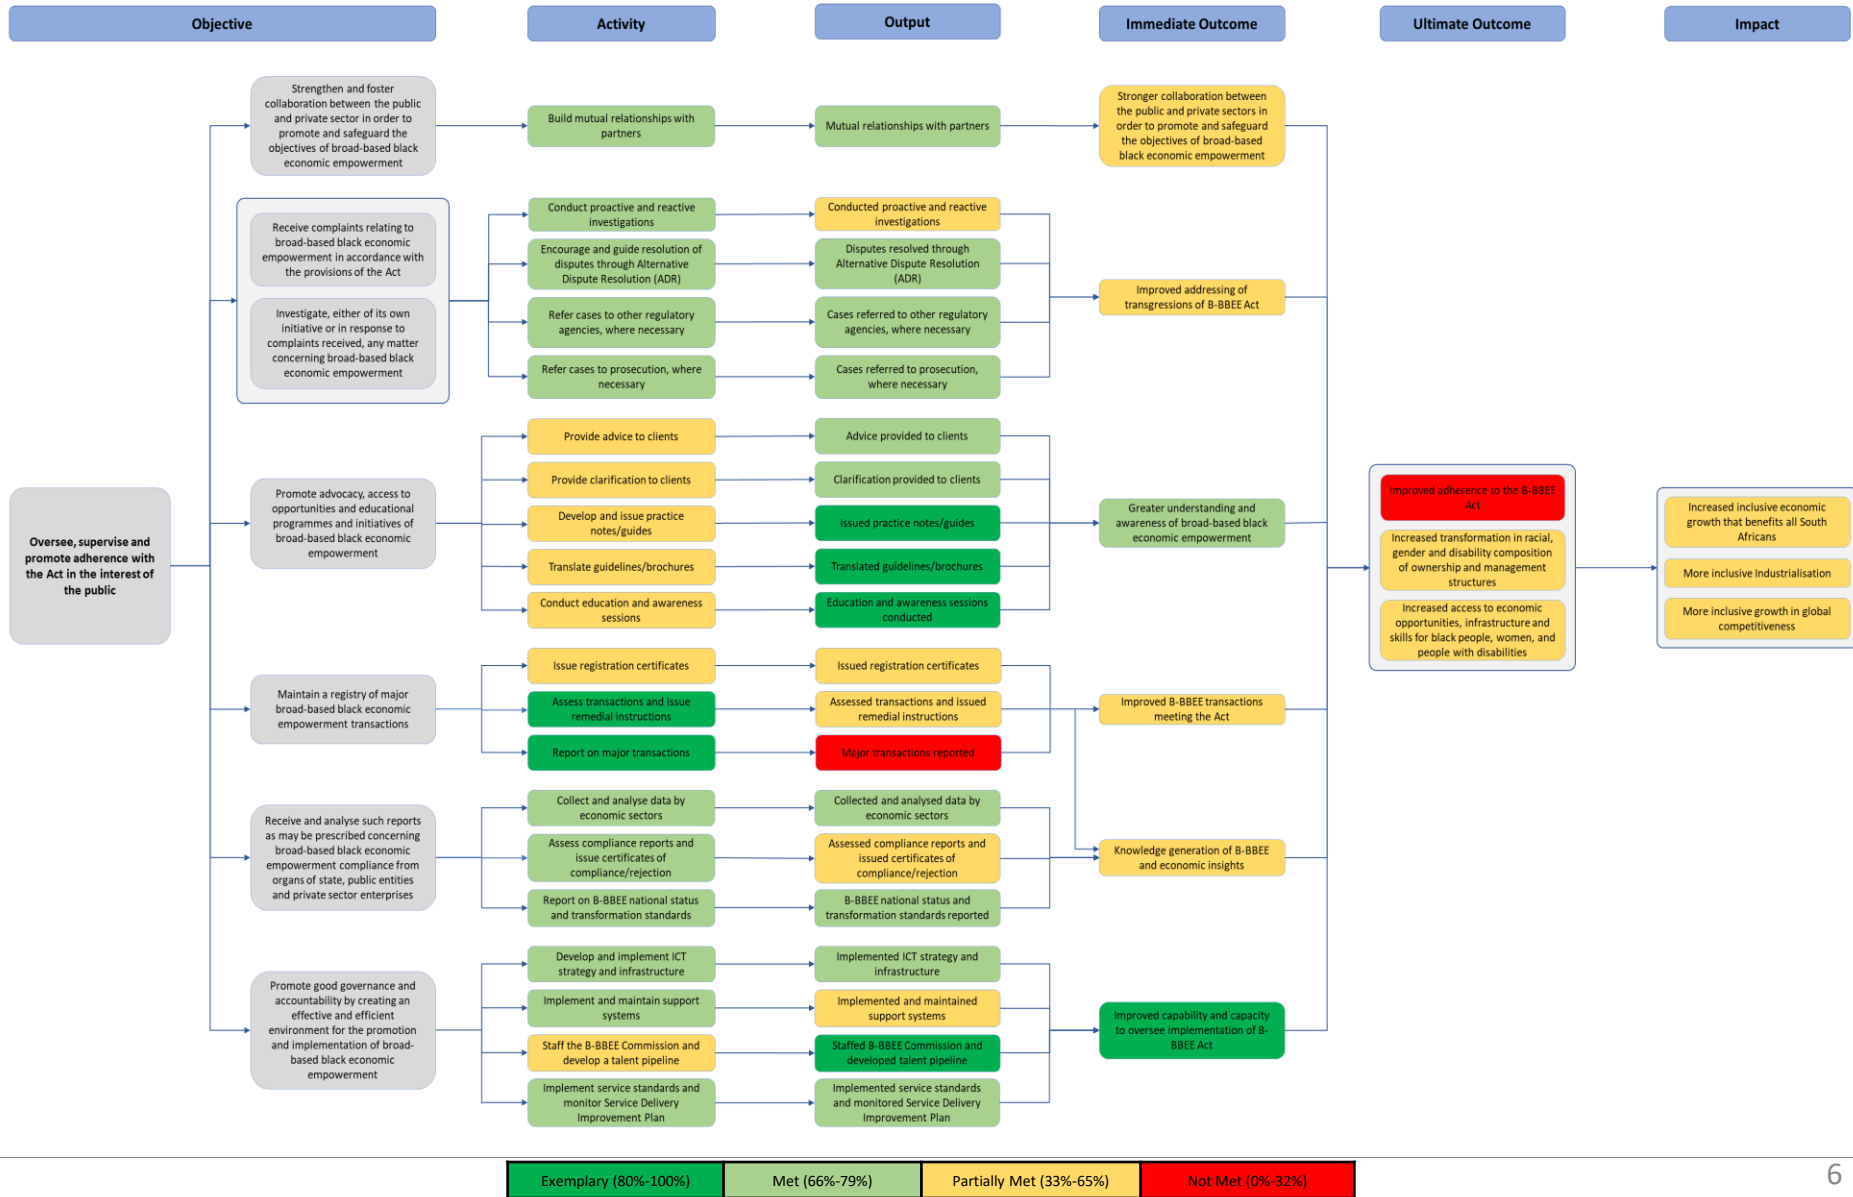 Objective
Activity
Output
Immediate Outcome
Ultimate Outcome
Impact
Oversee, supervise and
promote adherence with
the Act in the interest of
the public
Strengthen and foster
collaboration between the public
and private sector in order to
promote and safeguard the
objectives of broad-based black
economic empowerment
Build mutual relationships with
partners
Mutual relationships with partners
Stronger collaboration between
the public and private sectors in
order to promote and safeguard
the objectives of broad-based
black economic empowerment
Receive complaints relating to
broad-based black economic
empowerment in accordance with
the provisions of the Act
Investigate, either of its own
initiative or in response to
complaints received, any matter
concerning broad-based black
economic empowerment
Conduct proactive and reactive
investigations
Conducted proactive and reactive
investigations
Encourage and guide resolution of
disputes through Alternative
Dispute Resolution (ADR)
Disputes resolved through
Alternative Dispute Resolution
(ADR)
Refer cases to other regulatory
agencies, where necessary
Cases referred to other regulatory
agencies, where necessary
Refer cases to prosecution, where
necessary
Cases referred to prosecution,
where necessary
Improved addressing of
transgressions of B-BBEE Act
Promote advocacy, access to
opportunities and educational
programmes and initiatives of
broad-based black economic
empowerment
Provide advice to clients
Advice provided to clients
Provide clarification to clients
Clarification provided to clients
Develop and issue practice
notes/guides
Issued practice notes/guides
Translate guidelines/brochures
Translated guidelines/brochures
Conduct education and awareness
sessions
Education and awareness sessions
conducted
Greater understanding and
awareness of broad-based black
economic empowerment
Maintain a registry of major
broad-based black economic
empowerment transactions
Issue registration certificates
Issued registration certificates
Assess transactions and issue
remedial instructions
Assessed transactions and issued
remedial instructions
Report on major transactions
Major transactions reported
Improved B-BBEE transactions
meeting the Act
Receive and analyse such reports
as may be prescribed concerning
broad-based black economic
empowerment compliance from
organs of state, public entities
and private sector enterprises
Collect and analyse data by
economic sectors
Collected and analysed data by
economic sectors
Assess compliance reports and
issue certificates of
compliance/rejection
Assessed compliance reports and
issued certificates of
compliance/rejection
Report on B-BBEE national status
and transformation standards
B-BBEE national status and
transformation standards reported
Knowledge generation of B-BBEE
and economic insights
Promote good governance and
accountability by creating an
effective and efficient
environment for the promotion
and implementation of broad-
based black economic
empowerment
Develop and implement ICT
strategy and infrastructure
Implemented ICT strategy and
infrastructure
Implement and maintain support
systems
Implemented and maintained
support systems
Staff the B-BBEE Commission and
develop a talent pipeline
Staffed B-BBEE Commission and
developed talent pipeline
Implement service standards and
monitor Service Delivery
Improvement Plan
Implemented service standards
and monitored Service Delivery
Improvement Plan
Improved capability and capacity
to oversee implementation of B-
BBEE Act
Improved adherence to the B-BBEE
Act
Increased transformation in racial,
gender and disability composition
of ownership and management
structures
Increased access to economic
opportunities, infrastructure and
skills for black people, women, and
people with disabilities
Increased inclusive economic
growth that benefits all South
Africans
More inclusive Industrialisation
More inclusive growth in global
competitiveness
Exemplary (80%-100%)
Met (66%-79%)
Partially Met (33%-65%)
Not Met (0%-32%)
6